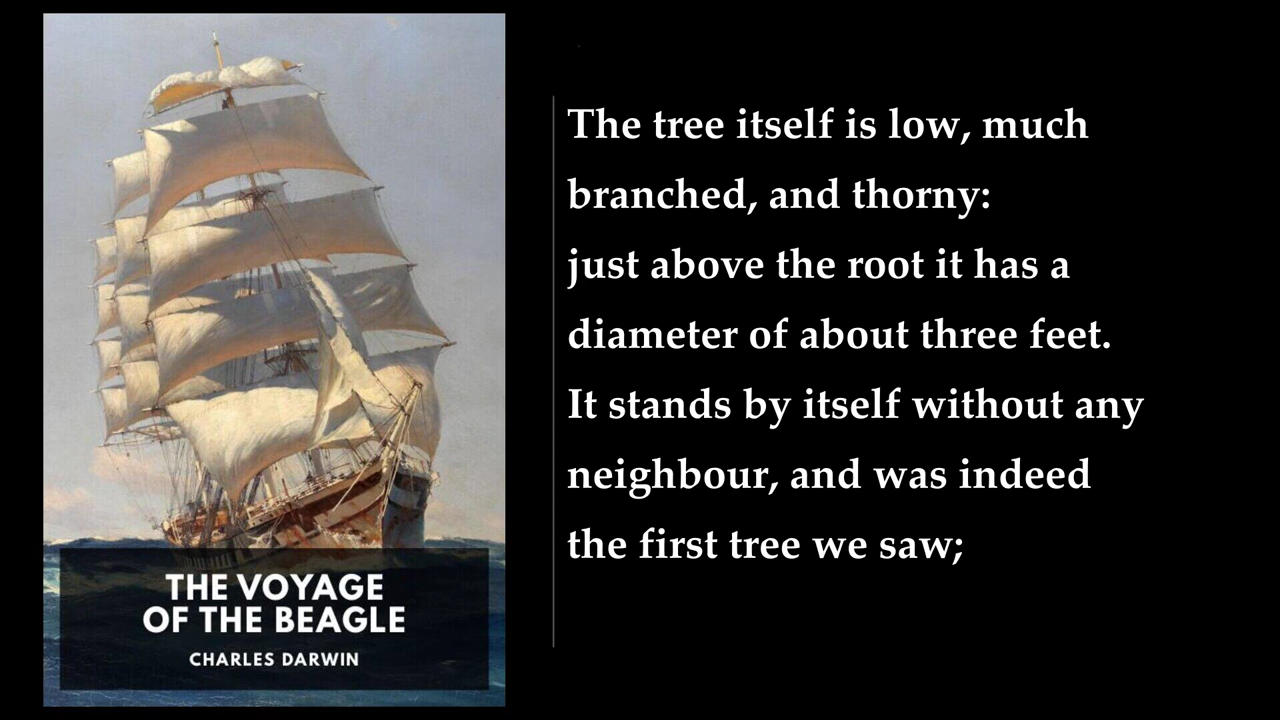 THE VOYAGE
OF THE BEAGLE
CHARLES DARWIN
The tree itself is low, much
branched, and thorny:
just above the root it has a
diameter of about three feet.
It stands by itself without any
neighbour, and was indeed
the first tree we saw;